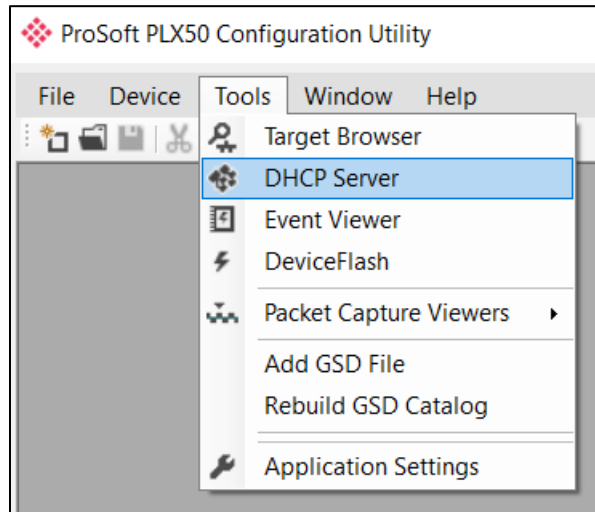 ProSoft PLX50 Configuration Utility
File Device Tools Window Help
Target Browser
DHCP Server
Event Viewer
DeviceFlash
Packet Capture Viewers
Add GSD File
Rebuild GSD Catalog
Application Settings